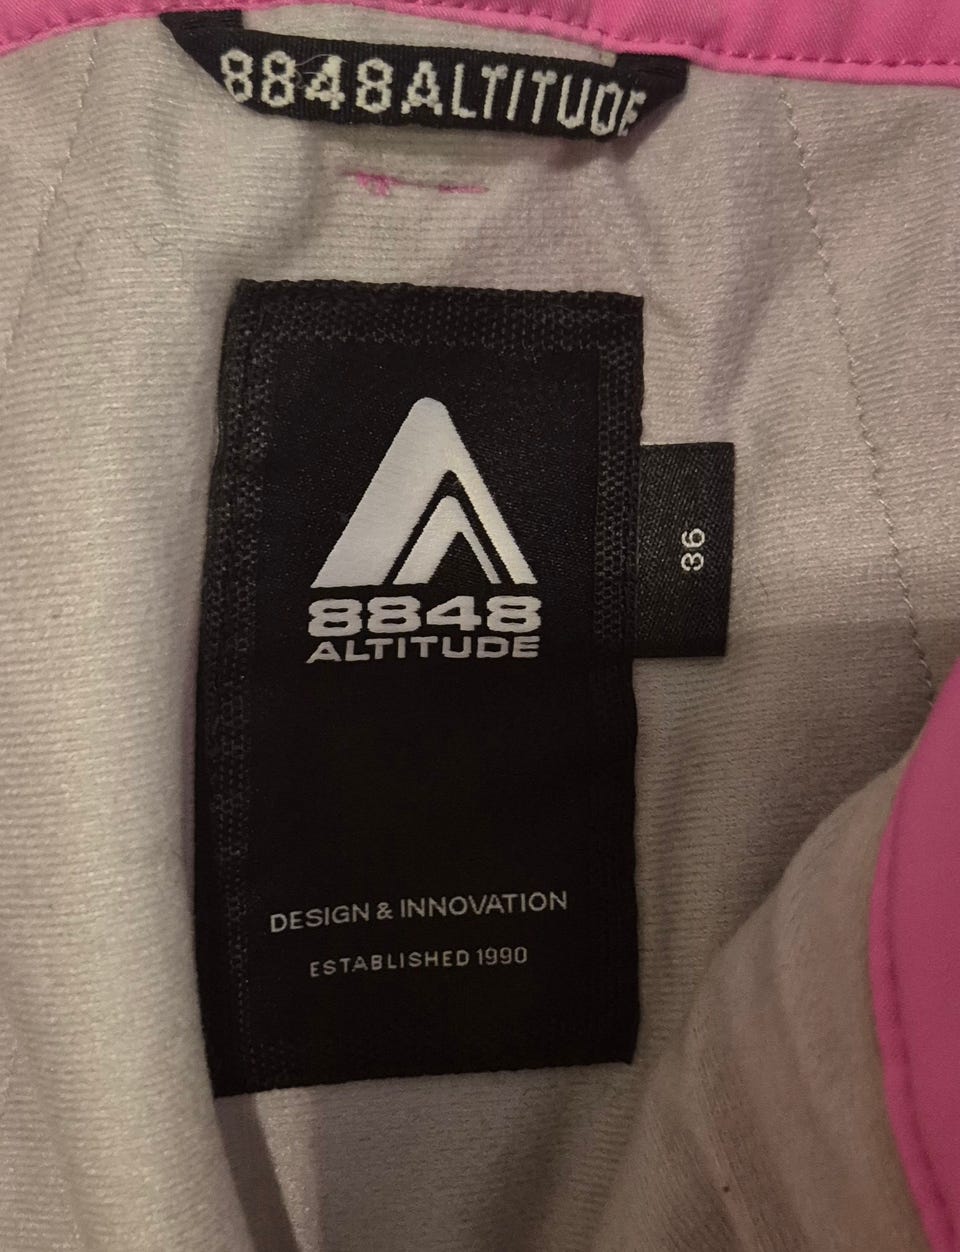 8848ALTITUDE
8848
ALTITUDE
36
DESIGN & INNOVATION
ESTABLISHED 1990